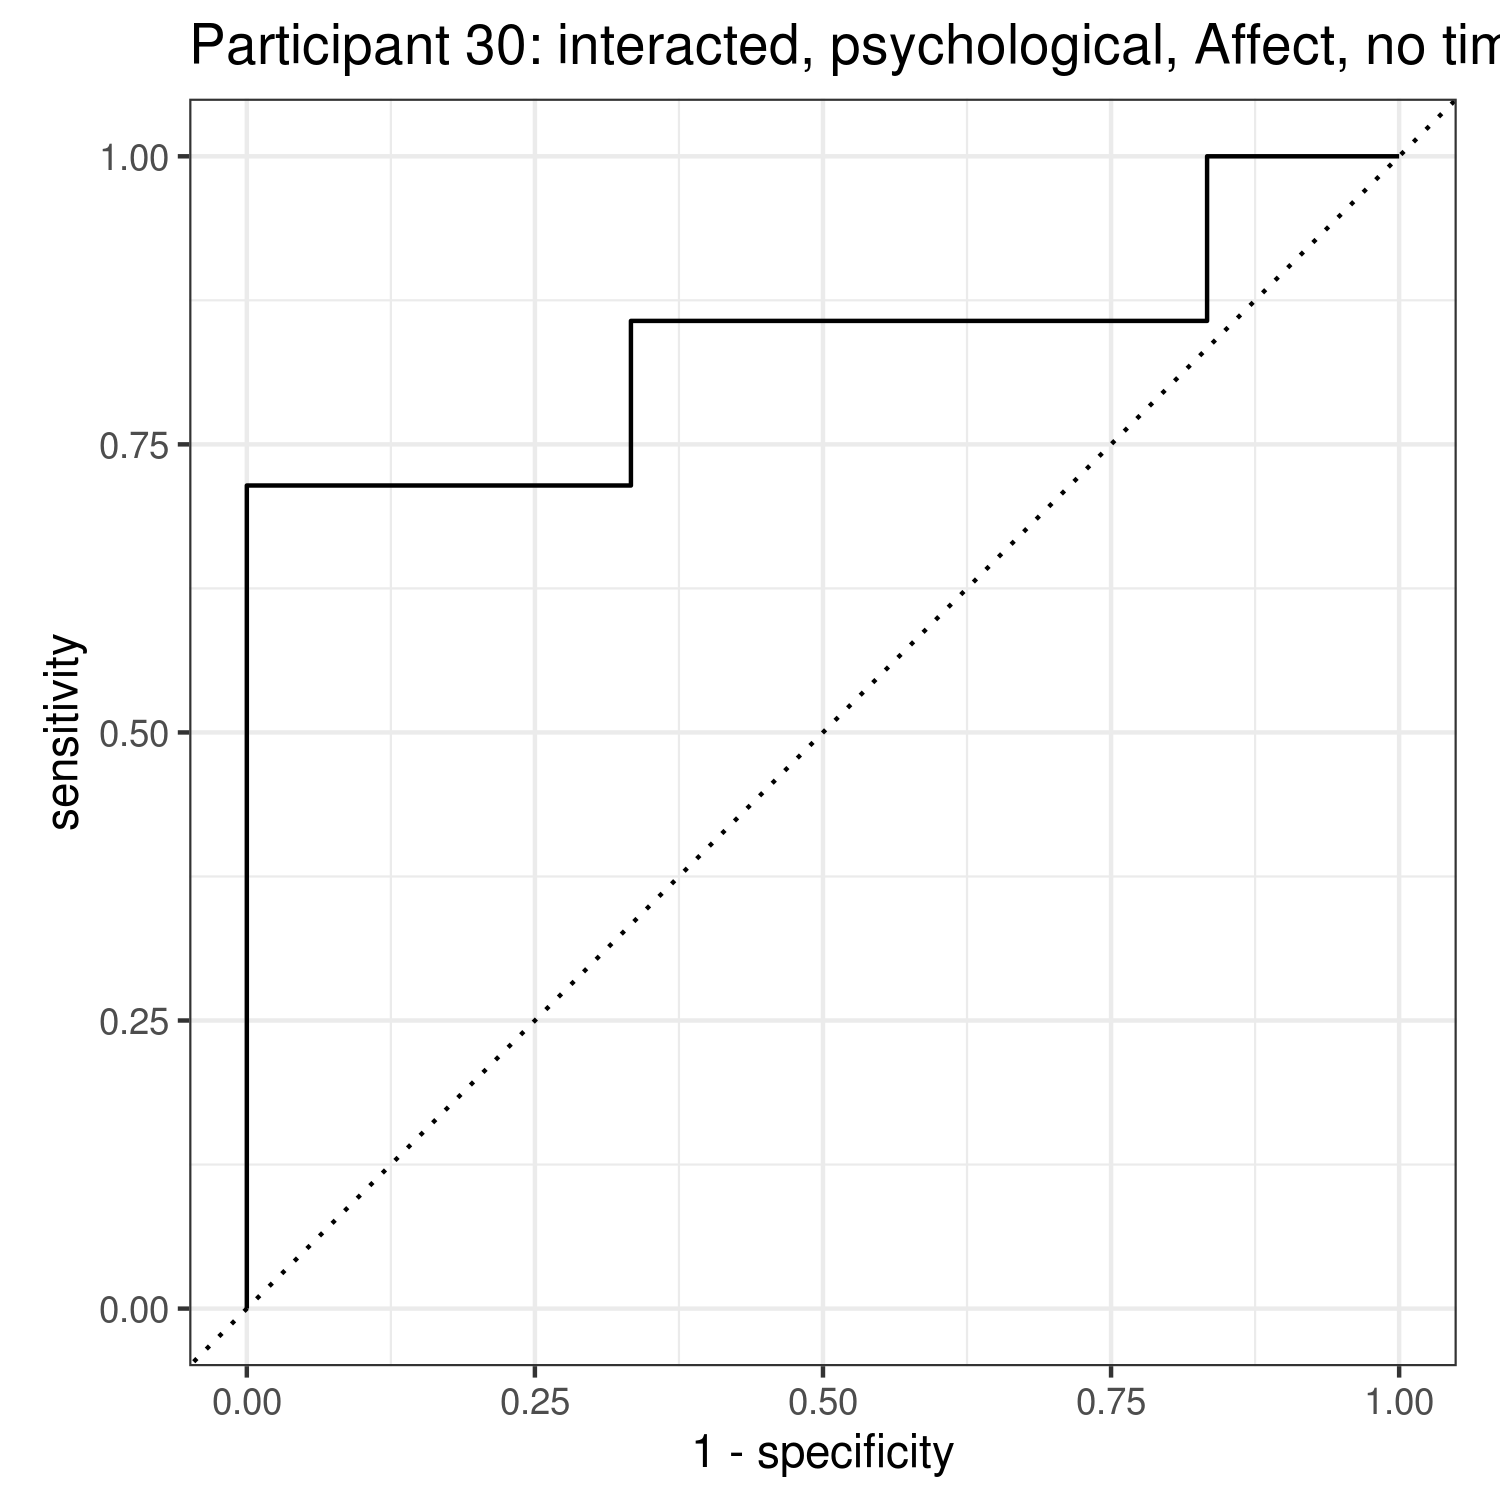 Participant 30: interacted, psychological, Affect, no tim
1.00
0.75
0.50
0.25
0.00
sensitivity
0.00 0.25 0.50 0.75 1.00
1 - specificity